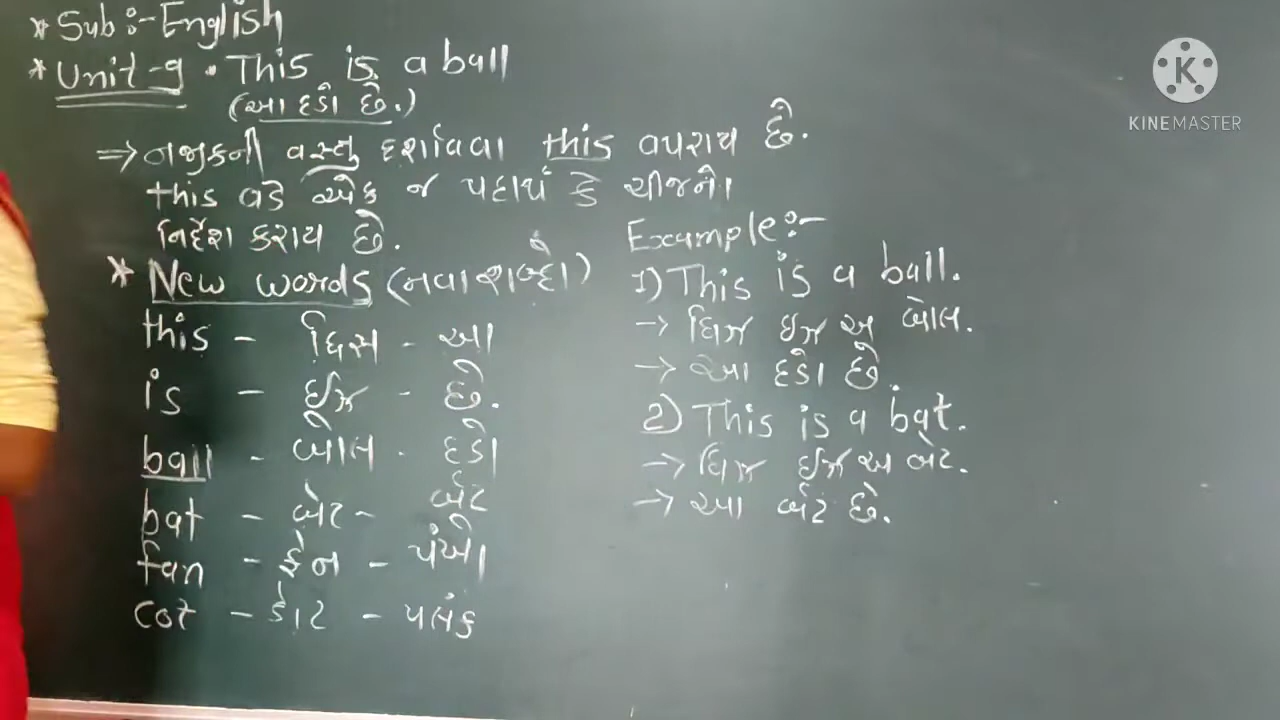 * Sub :- English
* Unit-9 . This is a ball
(આ દડો છે.)
⇒ નજીકની વસ્તુ દર્શાવવા this વપરાય છે.
this વડે એક જ પદાર્થ કે ચીજનો
નિર્દેશ કરાય છે.
* New words (નવા શબ્દો)
this - ધિસ - આ
is - ઈઝ - છે.
ball - બોલ - દડો
bat - બેટ - બેટ
fan - ફેન - પંખો
cot - કોટ - પલંક
Example :-
1) This is a ball.
→ ધિઝ ઇઝ અ બોલ.
→ આ દડો છે.
2) This is a bat.
→ ધિઝ ઈઝ અ બેટ.
→ આ બેટ છે.
KINEMASTER